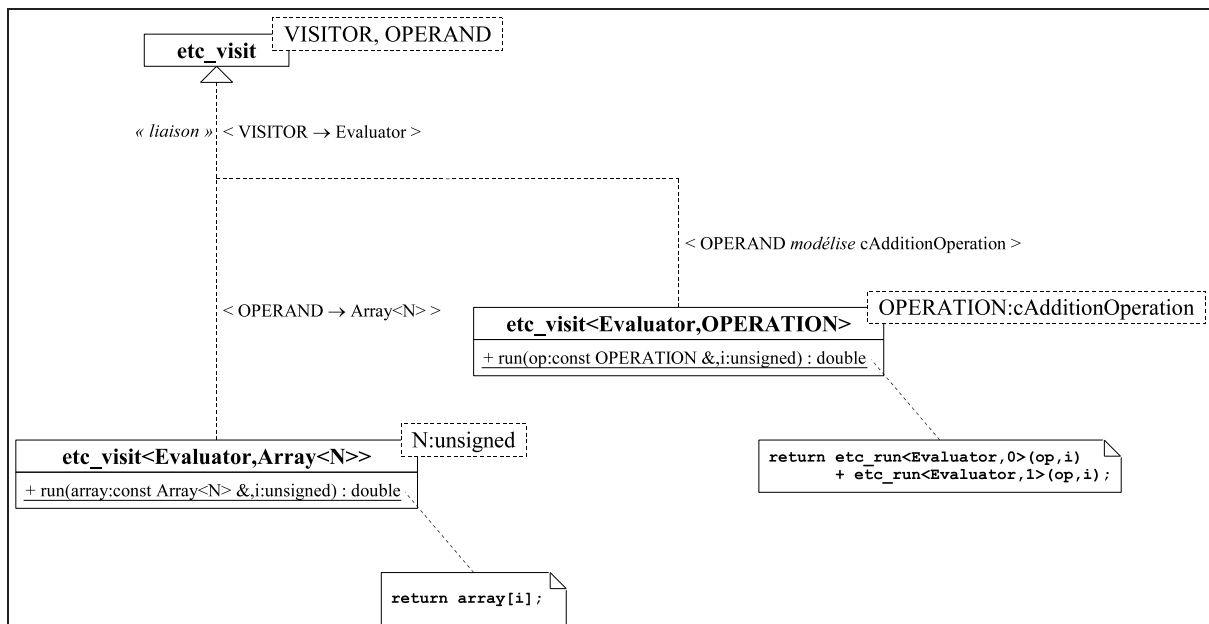 VISITOR, OPERAND
etc_visit
« liaison » < VISITOR → Evaluator >
< OPERAND modélise cAdditionOperation >
< OPERAND → Array<N> >
OPERATION:cAdditionOperation
etc_visit<Evaluator,OPERATION>
+ run(op:const OPERATION &,i:unsigned) : double
N:unsigned
etc_visit<Evaluator,Array<N>>
+ run(array:const Array<N> &,i:unsigned) : double
return etc_run<Evaluator,0>(op,i)
+ etc_run<Evaluator,1>(op,i);
return array[i];